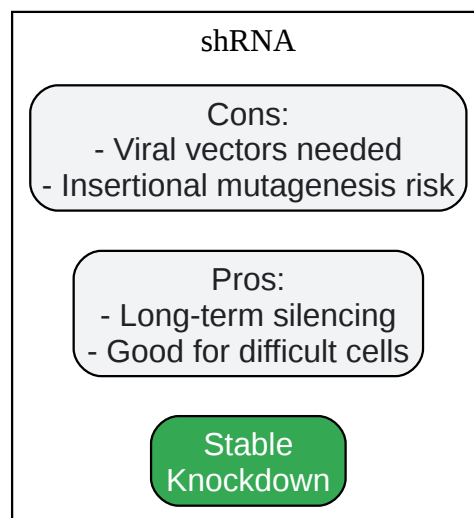 shRNA
Cons:
- Viral vectors needed
- Insertional mutagenesis risk
Pros:
- Long-term silencing
- Good for difficult cells
Stable
Knockdown